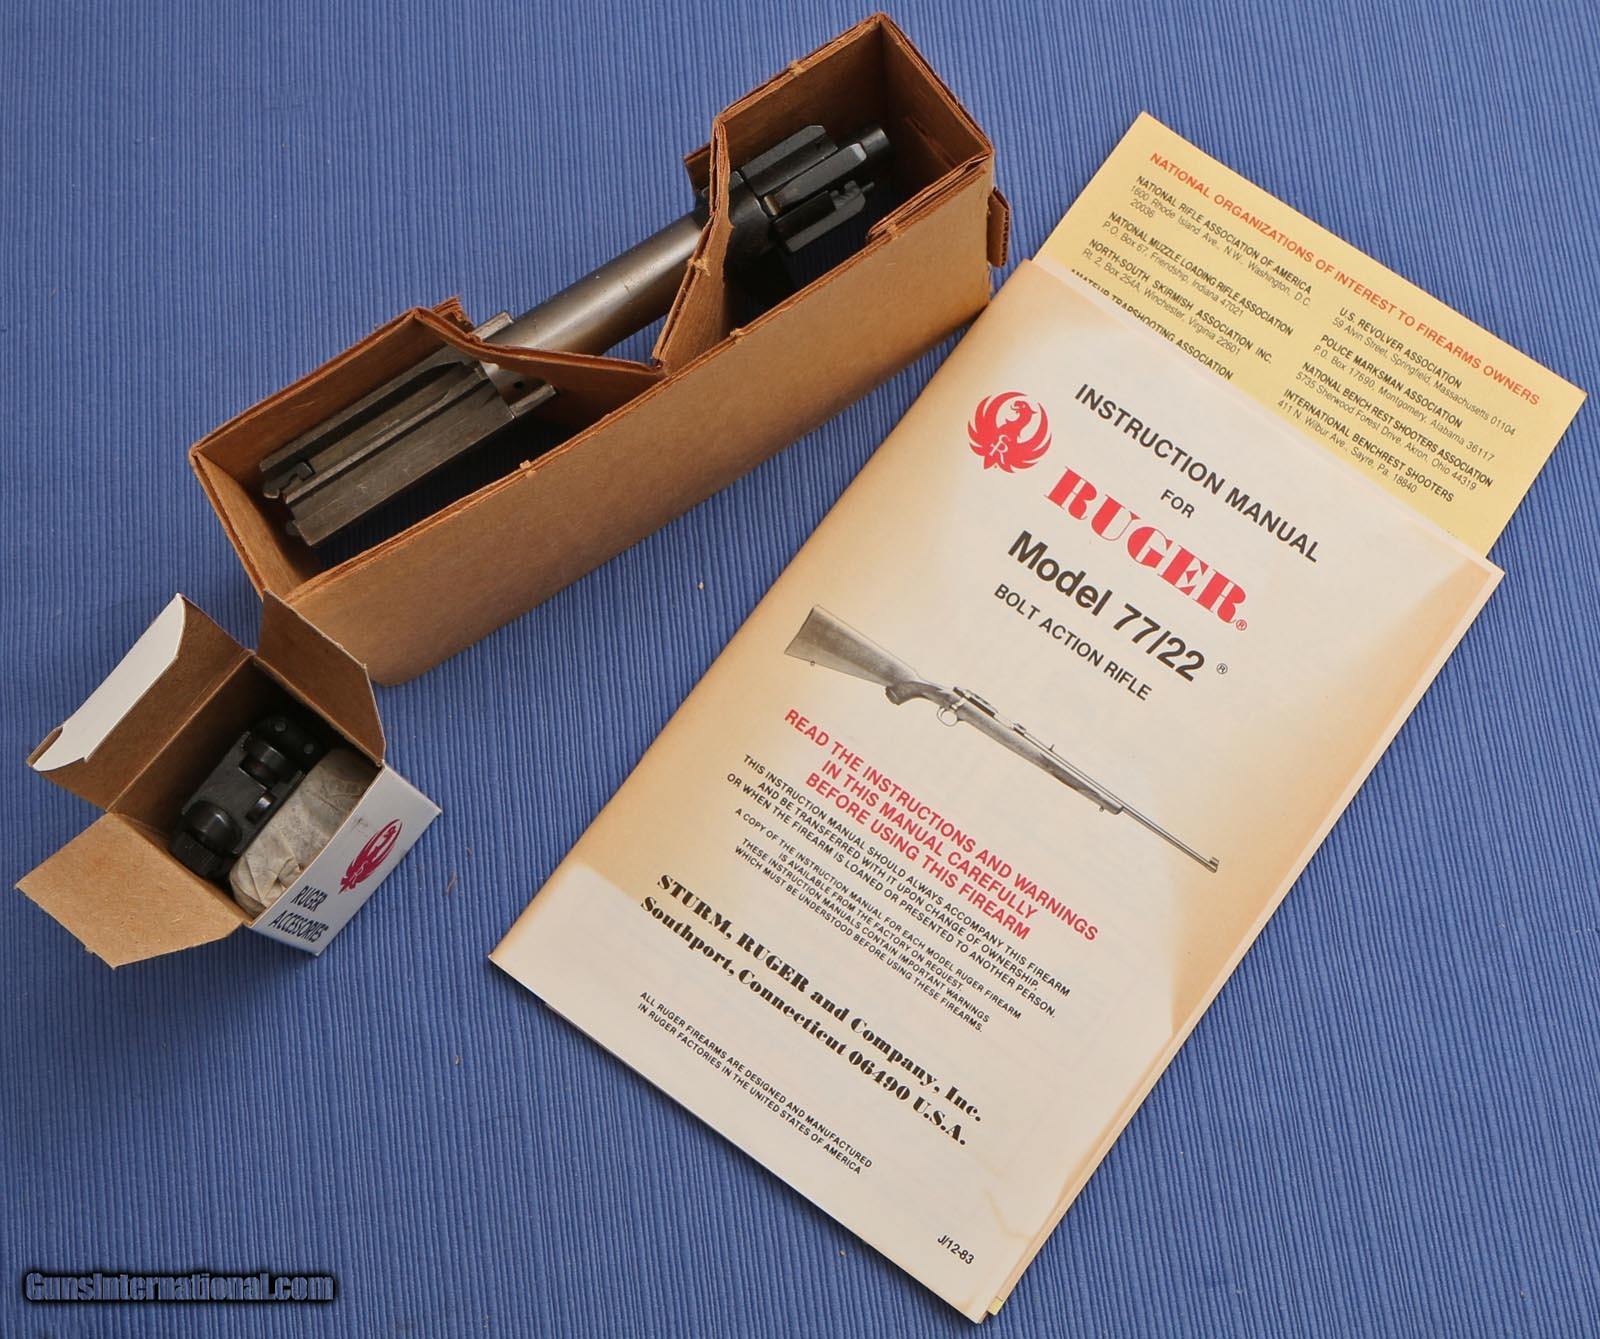 NATIONAL ORGANIZATIONS OF INTEREST TO FIREARMS OWNERS
NATIONAL RIFLE ASSOCIATION OF AMERICA
1600 Rhode Island Ave., N.W. Washington, D.C.
20036
NATIONAL MUZZLE LOADING RIFLE ASSOCIATION
P.O. Box 67, Friendship, Indiana 47021
NORTH-SOUTH SKIRMISH ASSOCIATION INC.
Rt. 2, Box 254A, Winchester, Virginia 22601
AMATEUR TRAPSHOOTING ASSOCIATION
U.S. REVOLVER ASSOCIATION
59 Alvin Street, Springfield, Massachusetts 01104
POLICE MARKSMAN ASSOCIATION
P.O. Box 17690, Montgomery, Alabama 36117
NATIONAL BENCH REST SHOOTERS ASSOCIATION
5735 Sherwood Forest Drive, Akron, Ohio 44319
INTERNATIONAL BENCHREST SHOOTERS
411 N. Wilbur Ave., Sayre, Pa. 18840
INSTRUCTION MANUAL
FOR
RUGER®
Model 77/22®
BOLT ACTION RIFLE
READ THE INSTRUCTIONS AND WARNINGS
IN THIS MANUAL CAREFULLY
BEFORE USING THIS FIREARM
THIS INSTRUCTION MANUAL SHOULD ALWAYS ACCOMPANY THIS FIREARM
AND BE TRANSFERRED WITH IT UPON CHANGE OF OWNERSHIP,
OR WHEN THE FIREARM IS LOANED OR PRESENTED TO ANOTHER PERSON.
A COPY OF THE INSTRUCTION MANUAL FOR EACH MODEL RUGER FIREARM
IS AVAILABLE FROM THE FACTORY ON REQUEST.
THESE INSTRUCTION MANUALS CONTAIN IMPORTANT WARNINGS
WHICH MUST BE UNDERSTOOD BEFORE USING THESE FIREARMS.
STURM, RUGER and Company, Inc.
Southport, Connecticut 06490 U.S.A.
ALL RUGER FIREARMS ARE DESIGNED AND MANUFACTURED
IN RUGER FACTORIES IN THE UNITED STATES OF AMERICA
J/12-83
RUGER
ACCESSORIES
GunsInternational.com